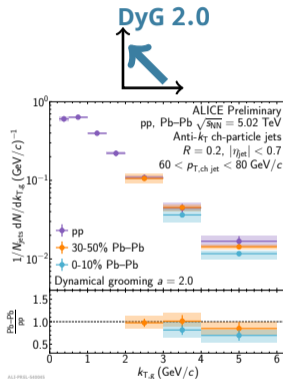 DyG 2.0
ALICE Preliminary
pp, Pb–Pb √sNN = 5.02 TeV
Anti-kT ch-particle jets
R = 0.2, |ηjet| < 0.7
60 < pT,ch jet < 80 GeV/c
1/Njets dN/dkT,g (GeV/c)⁻¹
10⁰
10⁻¹
10⁻²
pp
30-50% Pb–Pb
0-10% Pb–Pb
Dynamical grooming a = 2.0
Pb–Pb
pp
1.5
1.0
0.5
0 1 2 3 4 5 6
kT,g (GeV/c)